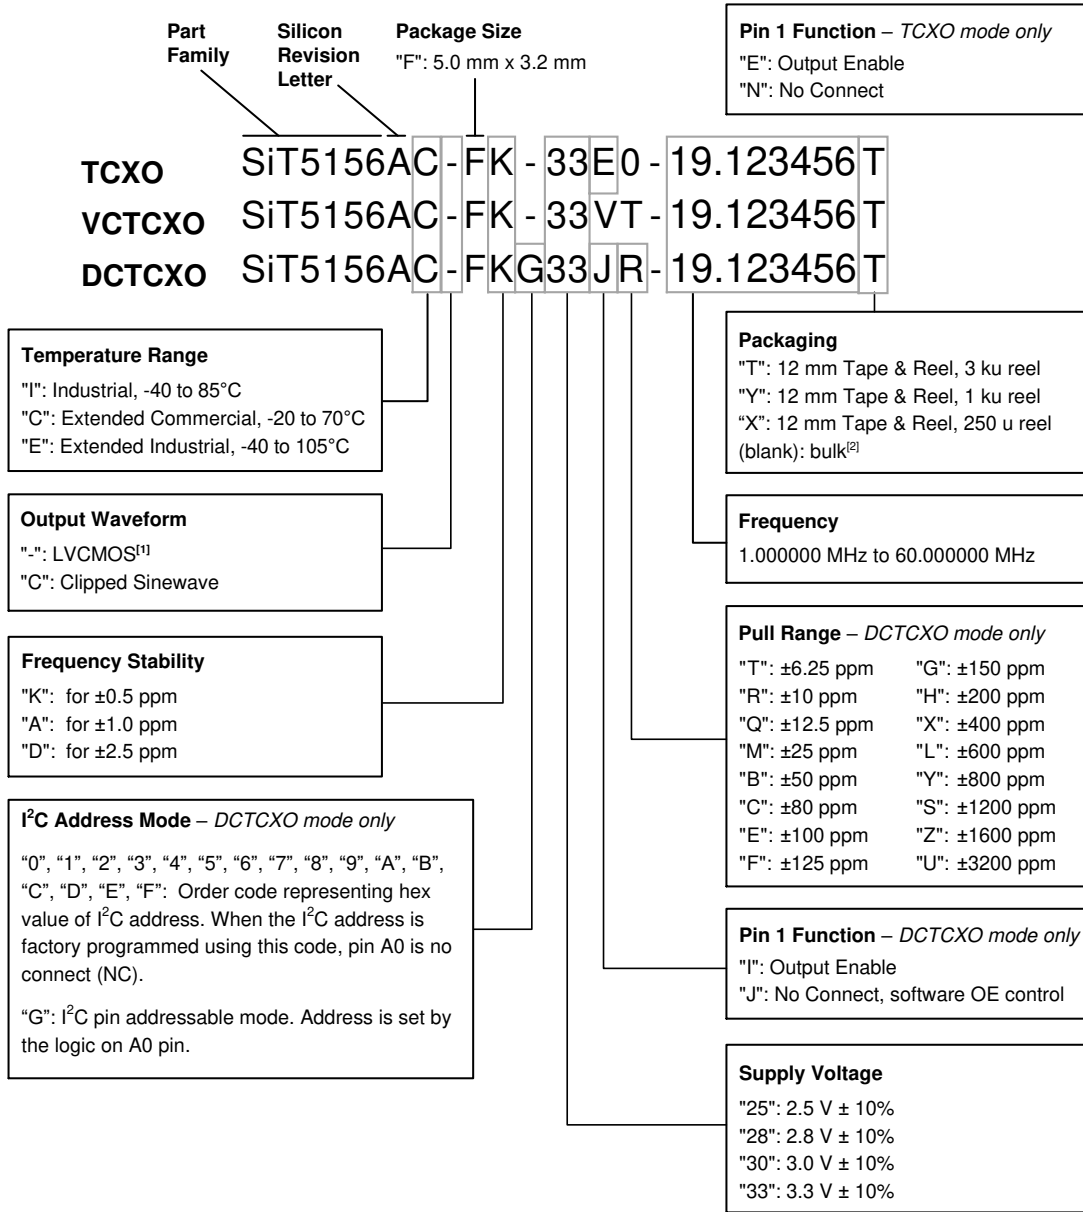 Part Family
Silicon Revision Letter
Package Size
"F": 5.0 mm x 3.2 mm
Pin 1 Function – TCXO mode only
"E": Output Enable
"N": No Connect
TCXO SiT5156AC-FK-33E0-19.123456T
VCTCXO SiT5156AC-FK-33VT-19.123456T
DCTCXO SiT5156AC-FKG33JR-19.123456T
Temperature Range
"I": Industrial, -40 to 85°C
"C": Extended Commercial, -20 to 70°C
"E": Extended Industrial, -40 to 105°C
Output Waveform
"-": LVCMOS[1]
"C": Clipped Sinewave
Frequency Stability
"K": for ±0.5 ppm
"A": for ±1.0 ppm
"D": for ±2.5 ppm
I²C Address Mode – DCTCXO mode only
“0”, “1”, “2”, “3”, “4”, “5”, “6”, “7”, “8”, “9”, “A”, “B”,
“C”, “D”, “E”, “F”: Order code representing hex
value of I²C address. When the I²C address is
factory programmed using this code, pin A0 is no
connect (NC).
“G”: I²C pin addressable mode. Address is set by
the logic on A0 pin.
Packaging
"T": 12 mm Tape & Reel, 3 ku reel
"Y": 12 mm Tape & Reel, 1 ku reel
“X”: 12 mm Tape & Reel, 250 u reel
(blank): bulk[2]
Frequency
1.000000 MHz to 60.000000 MHz
Pull Range – DCTCXO mode only
"T": ±6.25 ppm "G": ±150 ppm
"R": ±10 ppm "H": ±200 ppm
"Q": ±12.5 ppm "X": ±400 ppm
"M": ±25 ppm "L": ±600 ppm
"B": ±50 ppm "Y": ±800 ppm
"C": ±80 ppm "S": ±1200 ppm
"E": ±100 ppm "Z": ±1600 ppm
"F": ±125 ppm "U": ±3200 ppm
Pin 1 Function – DCTCXO mode only
"I": Output Enable
"J": No Connect, software OE control
Supply Voltage
"25": 2.5 V ± 10%
"28": 2.8 V ± 10%
"30": 3.0 V ± 10%
"33": 3.3 V ± 10%